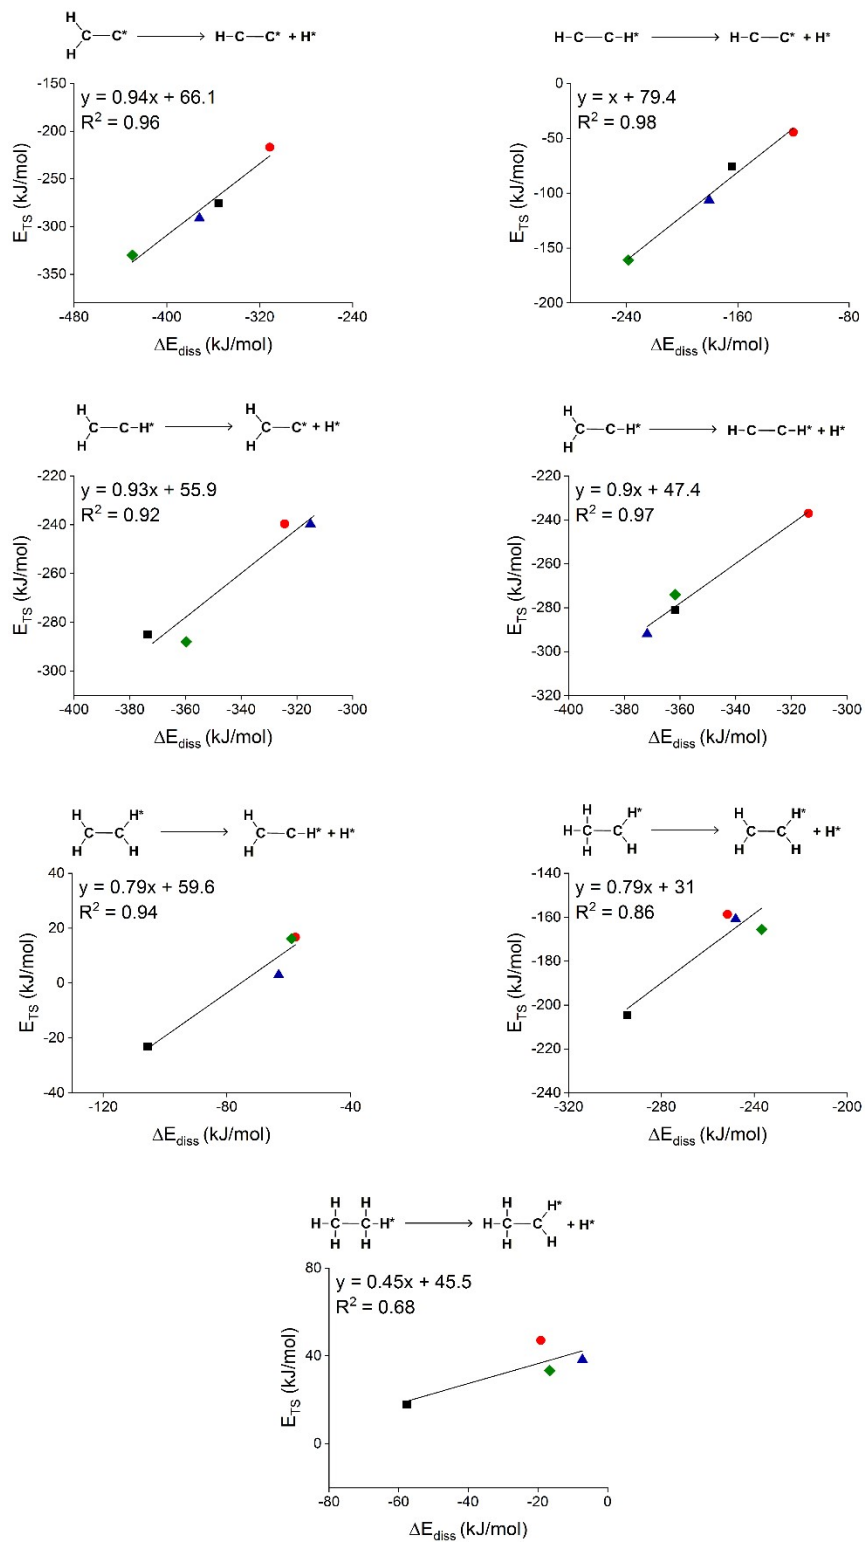 H
C—C* → H–C—C* + H*
H
H–C—C–H* → H–C—C* + H*
y = 0.94x + 66.1
R² = 0.96
-150
-200
-250
-300
-350
E_TS (kJ/mol)
-480 -400 -320 -240
ΔE_diss (kJ/mol)
y = x + 79.4
R² = 0.98
0
-50
-100
-150
-200
E_TS (kJ/mol)
-240 -160 -80
ΔE_diss (kJ/mol)
H H
C—C–H* → C—C* + H*
H H
H
C—C–H* → H–C—C–H* + H*
H
y = 0.93x + 55.9
R² = 0.92
-220
-240
-260
-280
-300
E_TS (kJ/mol)
-400 -380 -360 -340 -320 -300
ΔE_diss (kJ/mol)
y = 0.9x + 47.4
R² = 0.97
-220
-240
-260
-280
-300
-320
E_TS (kJ/mol)
-400 -380 -360 -340 -320 -300
ΔE_diss (kJ/mol)
H H* H
C—C → C—C–H* + H*
H H H
H H* H H*
H–C—C → C—C + H*
H H H H
y = 0.79x + 59.6
R² = 0.94
40
20
0
-20
-40
E_TS (kJ/mol)
-120 -80 -40
ΔE_diss (kJ/mol)
y = 0.79x + 31
R² = 0.86
-140
-160
-180
-200
-220
-240
E_TS (kJ/mol)
-320 -280 -240 -200
ΔE_diss (kJ/mol)
H H H H*
H–C—C–H* → H–C—C + H*
H H H H
y = 0.45x + 45.5
R² = 0.68
80
40
0
E_TS (kJ/mol)
-80 -60 -40 -20 0
ΔE_diss (kJ/mol)